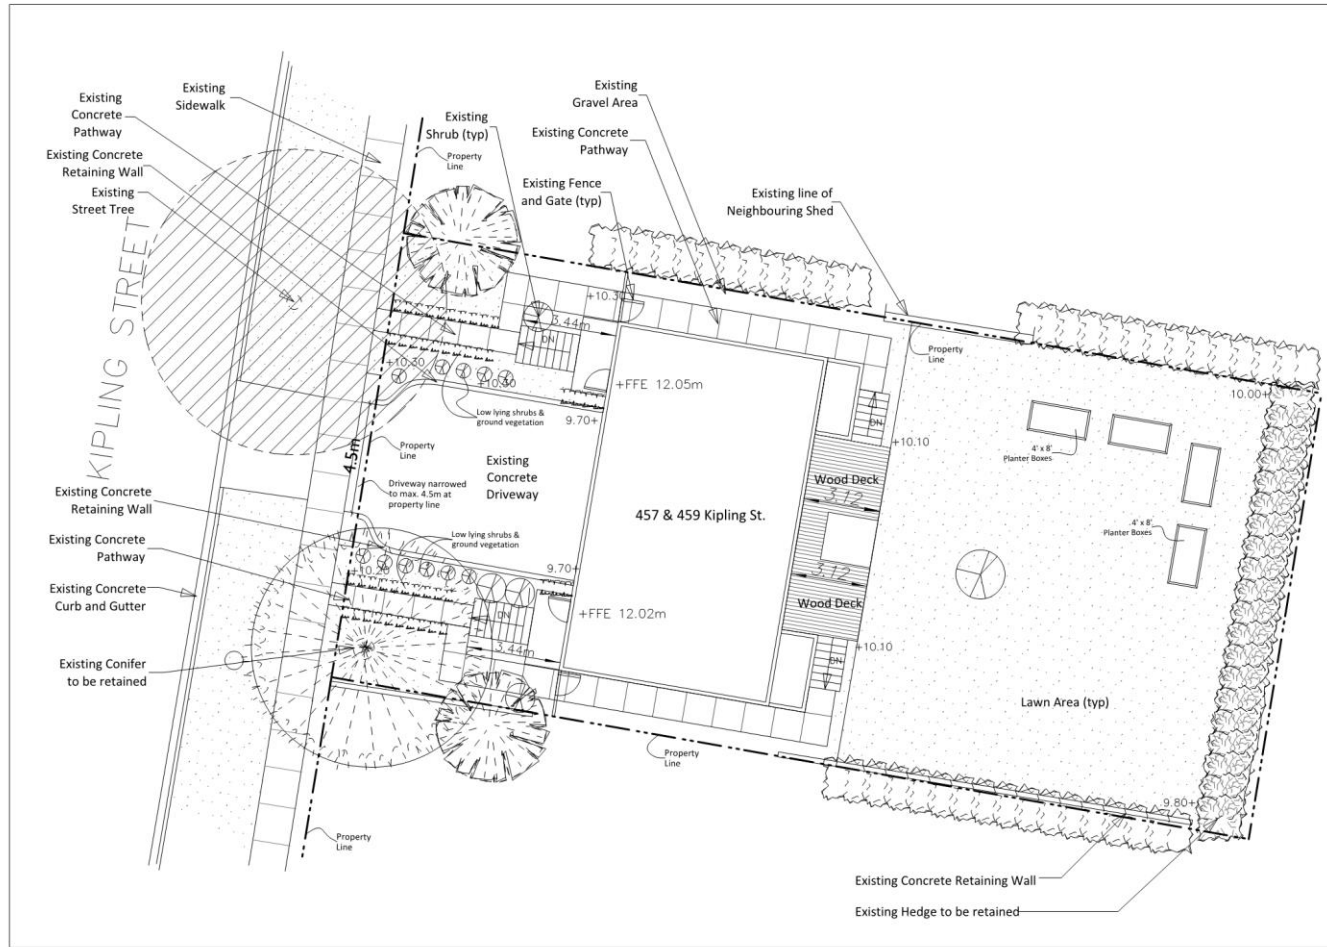 Existing
Sidewalk
Existing
Concrete
Pathway
Existing Concrete
Retaining Wall
Existing
Street Tree
KIPLING STREET
Existing
Shrub (typ)
Property
Line
Existing
Gravel Area
Existing Concrete
Pathway
Existing Fence
and Gate (typ)
Existing line of
Neighbouring Shed
+10.30
3.44m
DN
+10.30
+10.30
+FFE 12.05m
9.70+
Low lying shrubs &
ground vegetation
Property
Line
4.5m
Existing
Concrete
Driveway
Driveway narrowed
to max. 4.5m at
property line
Property
Line
10.00+
DN
+10.10
4' x 8'
Planter Boxes
Wood Deck
3.12
457 & 459 Kipling St.
4' x 8'
Planter Boxes
Existing Concrete
Retaining Wall
Existing Concrete
Pathway
Existing Concrete
Curb and Gutter
Existing Conifer
to be retained
Low lying shrubs &
ground vegetation
+10.20
9.70+
3.12
Wood Deck
DN
+FFE 12.02m
3.44m
+10.10
DN
Lawn Area (typ)
Property
Line
9.80+
Property
Line
Existing Concrete Retaining Wall
Existing Hedge to be retained